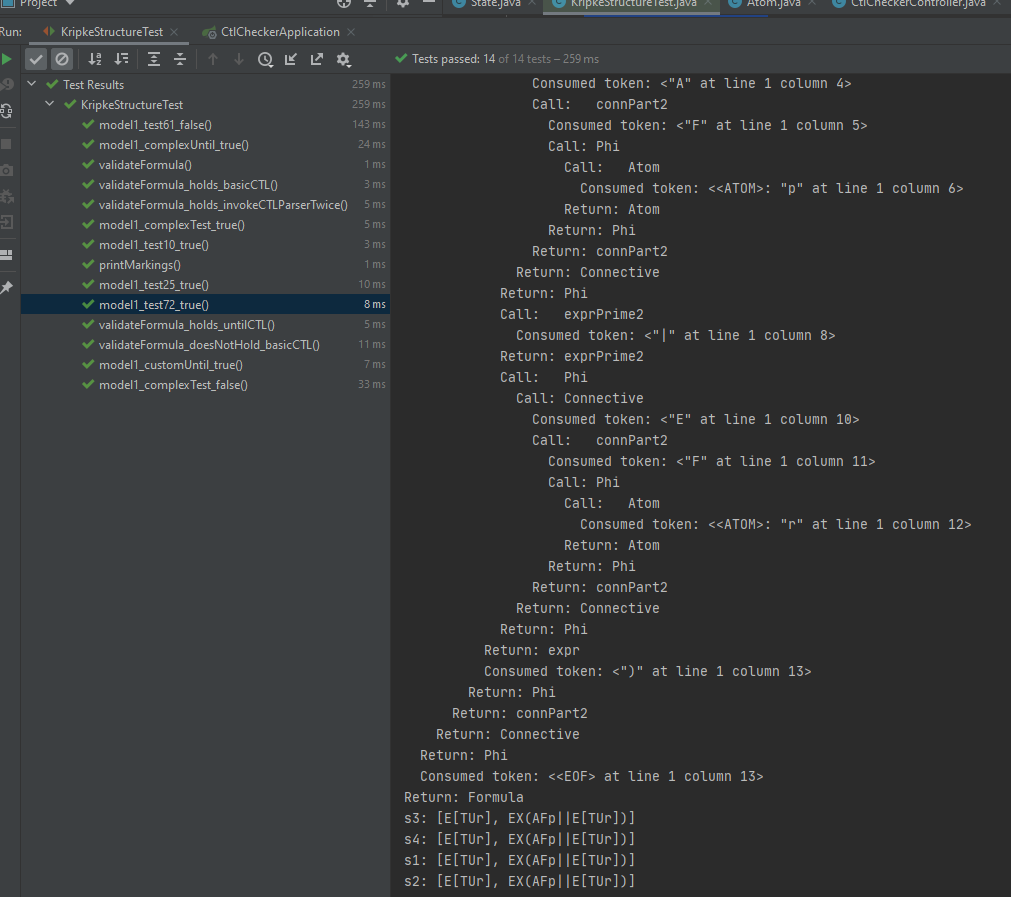 Project
State.java
KripkeStructureTest.java
Atom.java
CtlCheckerController.java
Run:
KripkeStructureTest
CtlCheckerApplication
Tests passed: 14 of 14 tests – 259 ms
Test Results 259 ms
KripkeStructureTest 259 ms
model1_test61_false() 143 ms
model1_complexUntil_true() 24 ms
validateFormula() 1 ms
validateFormula_holds_basicCTL() 3 ms
validateFormula_holds_invokeCTLParserTwice() 5 ms
model1_complexTest_true() 5 ms
model1_test10_true() 3 ms
printMarkings() 1 ms
model1_test25_true() 10 ms
model1_test72_true() 8 ms
validateFormula_holds_untilCTL() 5 ms
validateFormula_doesNotHold_basicCTL() 11 ms
model1_customUntil_true() 7 ms
model1_complexTest_false() 33 ms
Consumed token: <"A" at line 1 column 4>
Call:   connPart2
Consumed token: <"F" at line 1 column 5>
Call: Phi
Call:   Atom
Consumed token: <<ATOM>: "p" at line 1 column 6>
Return: Atom
Return: Phi
Return: connPart2
Return: Connective
Return: Phi
Call:   exprPrime2
Consumed token: <"|" at line 1 column 8>
Return: exprPrime2
Call:   Phi
Call: Connective
Consumed token: <"E" at line 1 column 10>
Call:   connPart2
Consumed token: <"F" at line 1 column 11>
Call: Phi
Call:   Atom
Consumed token: <<ATOM>: "r" at line 1 column 12>
Return: Atom
Return: Phi
Return: connPart2
Return: Connective
Return: Phi
Return: expr
Consumed token: <")" at line 1 column 13>
Return: Phi
Return: connPart2
Return: Connective
Return: Phi
Consumed token: <<EOF> at line 1 column 13>
Return: Formula
s3: [E[TUr], EX(AFp||E[TUr])]
s4: [E[TUr], EX(AFp||E[TUr])]
s1: [E[TUr], EX(AFp||E[TUr])]
s2: [E[TUr], EX(AFp||E[TUr])]